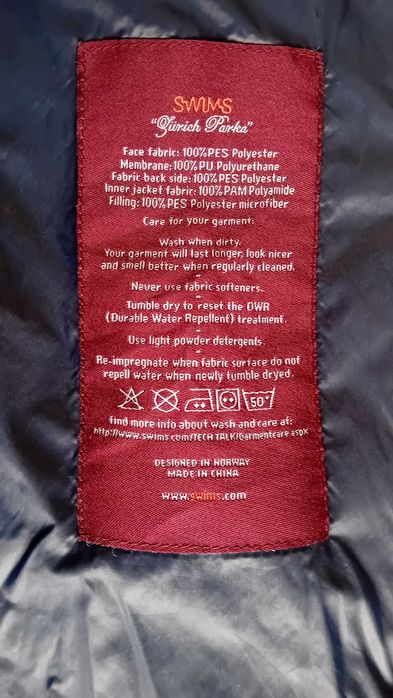 SWIMS
"Zürich Parka"
Face fabric: 100%PES Polyester
Membrane: 100%PU Polyurethane
Fabric back side: 100%PES Polyester
Inner jacket fabric: 100%PAM Polyamide
Filling: 100%PES Polyester microfiber
Care for your garment:
Wash when dirty.
Your garment will last longer, look nicer
and smell better when regularly cleaned.
-
Never use fabric softeners.
-
Tumble dry to reset the DWR
(Durable Water Repellent) treatment.
-
Use light powder detergents.
-
Re-impregnate when fabric surface do not
repell water when newly tumble dryed.
50°
find more info about wash and care at:
http://www.swims.com/TECH TALK/Garmentcare.aspx
DESIGNED IN NORWAY
MADE IN CHINA
www.swims.com